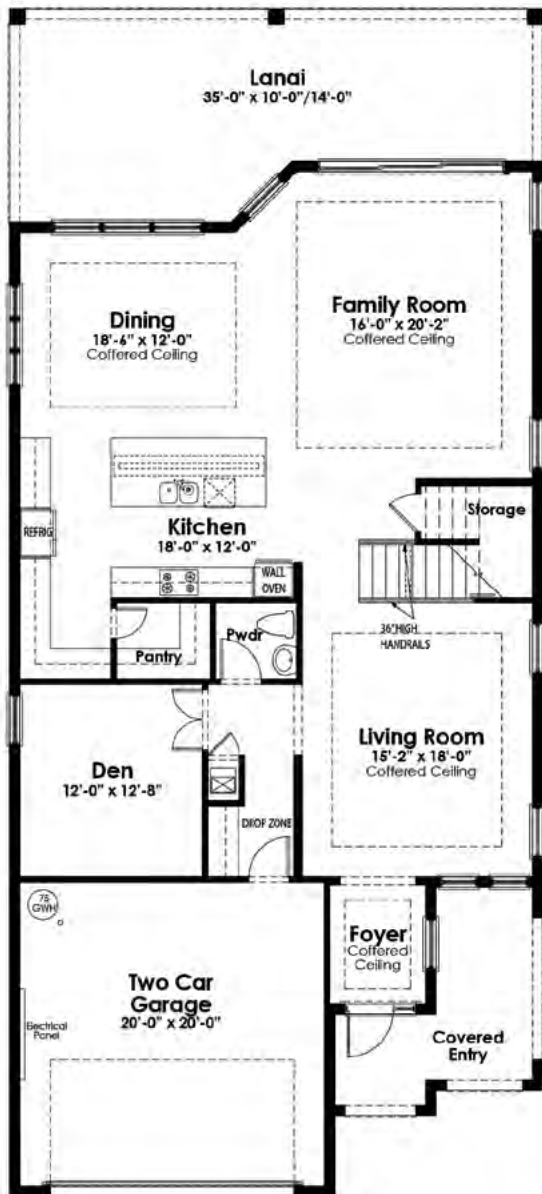 Lanai
35'-0" x 10'-0"/14'-0"
Family Room
16'-0" x 20'-2"
Coffered Ceiling
Dining
18'-6" x 12'-0"
Coffered Ceiling
Storage
REFRIG
Kitchen
18'-0" x 12'-0"
WALL
OVEN
Pwdr
Pantry
36"HIGH
HANDRAILS
Living Room
15'-2" x 18'-0"
Coffered Ceiling
Den
12'-0" x 12'-8"
DROP ZONE
75
GWH
Foyer
Coffered
Ceiling
Two Car
Garage
20'-0" x 20'-0"
Electrical
Panel
Covered
Entry